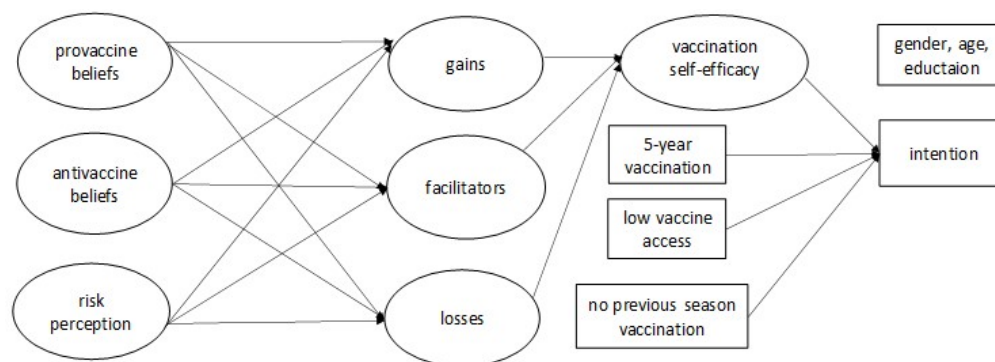 provaccine
beliefs
gains
vaccination
self-efficacy
gender, age,
eductaion
antivaccine
beliefs
facilitators
5-year
vaccination
intention
low vaccine
access
risk
perception
losses
no previous season
vaccination